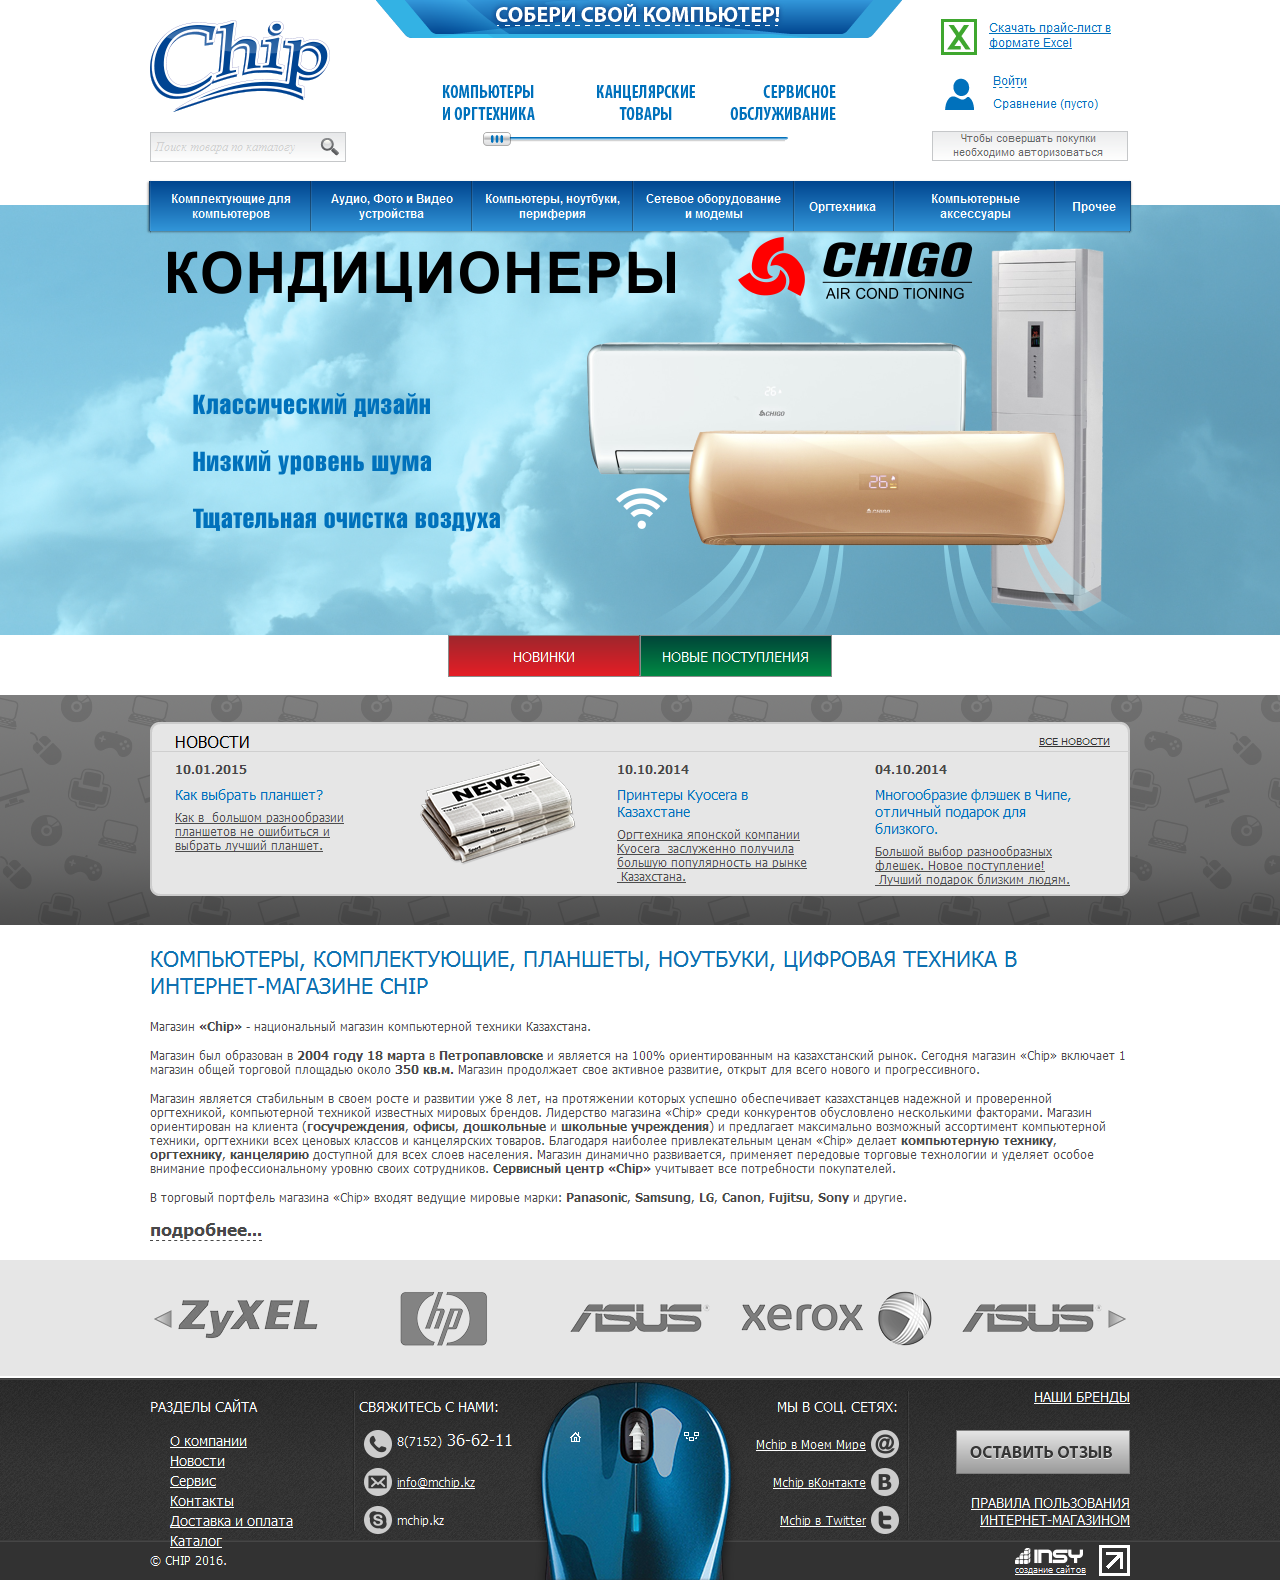 СОБЕРИ СВОЙ КОМПЬЮТЕР!
Chip
Скачать прайс-лист в
формате Excel
КОМПЬЮТЕРЫ
И ОРГТЕХНИКА
КАНЦЕЛЯРСКИЕ
ТОВАРЫ
СЕРВИСНОЕ
ОБСЛУЖИВАНИЕ
Войти
Сравнение (пусто)
Поиск товара по каталогу
Чтобы совершать покупки
необходимо авторизоваться
Комплектующие для
компьютеров
Аудио, Фото и Видео
устройства
Компьютеры, ноутбуки,
периферия
Сетевое оборудование
и модемы
Оргтехника
Компьютерные
аксессуары
Прочее
КОНДИЦИОНЕРЫ
CHIGO
AIR COND TIONING
Классический дизайн
Низкий уровень шума
Тщательная очистка воздуха
26
CHIGO
26
НОВИНКИ
НОВЫЕ ПОСТУПЛЕНИЯ
НОВОСТИ
ВСЕ НОВОСТИ
10.01.2015
Как выбрать планшет?
Как в  большом разнообразии
планшетов не ошибиться и
выбрать лучший планшет.
NEWS
10.10.2014
Принтеры Kyocera в
Казахстане
Оргтехника японской компании
Kyocera  заслуженно получила
большую популярность на рынке
Казахстана.
04.10.2014
Многообразие флэшек в Чипе,
отличный подарок для
близкого.
Большой выбор разнообразных
флешек. Новое поступление!
Лучший подарок близким людям.
КОМПЬЮТЕРЫ, КОМПЛЕКТУЮЩИЕ, ПЛАНШЕТЫ, НОУТБУКИ, ЦИФРОВАЯ ТЕХНИКА В
ИНТЕРНЕТ-МАГАЗИНЕ CHIP
Магазин «Chip» - национальный магазин компьютерной техники Казахстана.
Магазин был образован в 2004 году 18 марта в Петропавловске и является на 100% ориентированным на казахстанский рынок. Сегодня магазин «Chip» включает 1
магазин общей торговой площадью около 350 кв.м. Магазин продолжает свое активное развитие, открыт для всего нового и прогрессивного.
Магазин является стабильным в своем росте и развитии уже 8 лет, на протяжении которых успешно обеспечивает казахстанцев надежной и проверенной
оргтехникой, компьютерной техникой известных мировых брендов. Лидерство магазина «Chip» среди конкурентов обусловлено несколькими факторами. Магазин
ориентирован на клиента (госучреждения, офисы, дошкольные и школьные учреждения) и предлагает максимально возможный ассортимент компьютерной
техники, оргтехники всех ценовых классов и канцелярских товаров. Благодаря наиболее привлекательным ценам «Chip» делает компьютерную технику,
оргтехнику, канцелярию доступной для всех слоев населения. Магазин динамично развивается, применяет передовые торговые технологии и уделяет особое
внимание профессиональному уровню своих сотрудников. Сервисный центр «Chip» учитывает все потребности покупателей.
В торговый портфель магазина «Chip» входят ведущие мировые марки: Panasonic, Samsung, LG, Canon, Fujitsu, Sony и другие.
подробнее...
ZyXEL
hp
ASUS
xerox
ASUS
РАЗДЕЛЫ САЙТА
О компании
Новости
Сервис
Контакты
Доставка и оплата
Каталог
© CHIP 2016.
СВЯЖИТЕСЬ С НАМИ:
8(7152) 36-62-11
info@mchip.kz
mchip.kz
МЫ В СОЦ. СЕТЯХ:
Mchip в Моем Мире
Mchip вКонтакте
Mchip в Twitter
НАШИ БРЕНДЫ
ОСТАВИТЬ ОТЗЫВ
ПРАВИЛА ПОЛЬЗОВАНИЯ
ИНТЕРНЕТ-МАГАЗИНОМ
INSY
создание сайтов